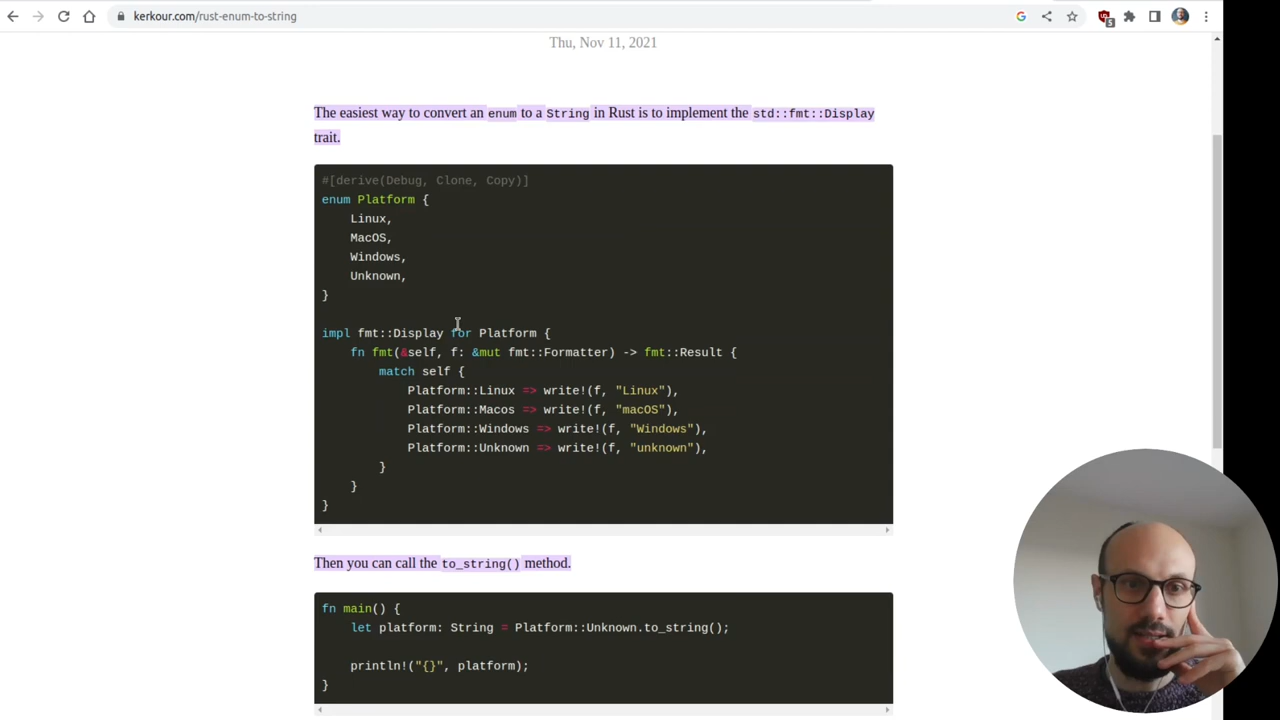 kerkour.com/rust-enum-to-string
5
Thu, Nov 11, 2021
The easiest way to convert an enum to a String in Rust is to implement the std::fmt::Display
trait.
#[derive(Debug, Clone, Copy)]
enum Platform {
    Linux,
    MacOS,
    Windows,
    Unknown,
}
impl fmt::Display for Platform {
    fn fmt(&self, f: &mut fmt::Formatter) -> fmt::Result {
        match self {
            Platform::Linux => write!(f, "Linux"),
            Platform::Macos => write!(f, "macOS"),
            Platform::Windows => write!(f, "Windows"),
            Platform::Unknown => write!(f, "unknown"),
        }
    }
}
Then you can call the to_string() method.
fn main() {
    let platform: String = Platform::Unknown.to_string();
    println!("{}", platform);
}